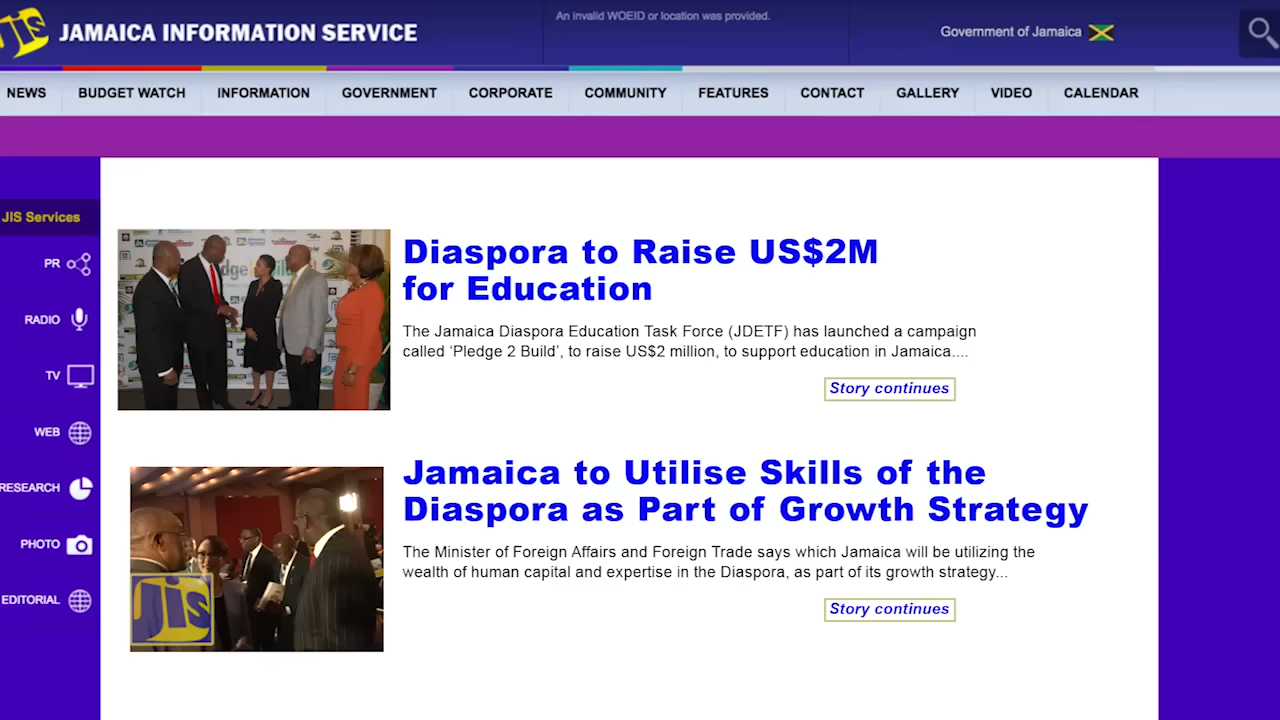 JIS JAMAICA INFORMATION SERVICE
An invalid WOEID or location was provided.
Government of Jamaica
NEWS BUDGET WATCH INFORMATION GOVERNMENT CORPORATE COMMUNITY FEATURES CONTACT GALLERY VIDEO CALENDAR
JIS Services
PR
RADIO
TV
WEB
RESEARCH
PHOTO
EDITORIAL
Diaspora to Raise US$2M
for Education
The Jamaica Diaspora Education Task Force (JDETF) has launched a campaign
called ‘Pledge 2 Build’, to raise US$2 million, to support education in Jamaica....
Story continues
Jamaica to Utilise Skills of the
Diaspora as Part of Growth Strategy
The Minister of Foreign Affairs and Foreign Trade says which Jamaica will be utilizing the
wealth of human capital and expertise in the Diaspora, as part of its growth strategy...
Story continues
JIS